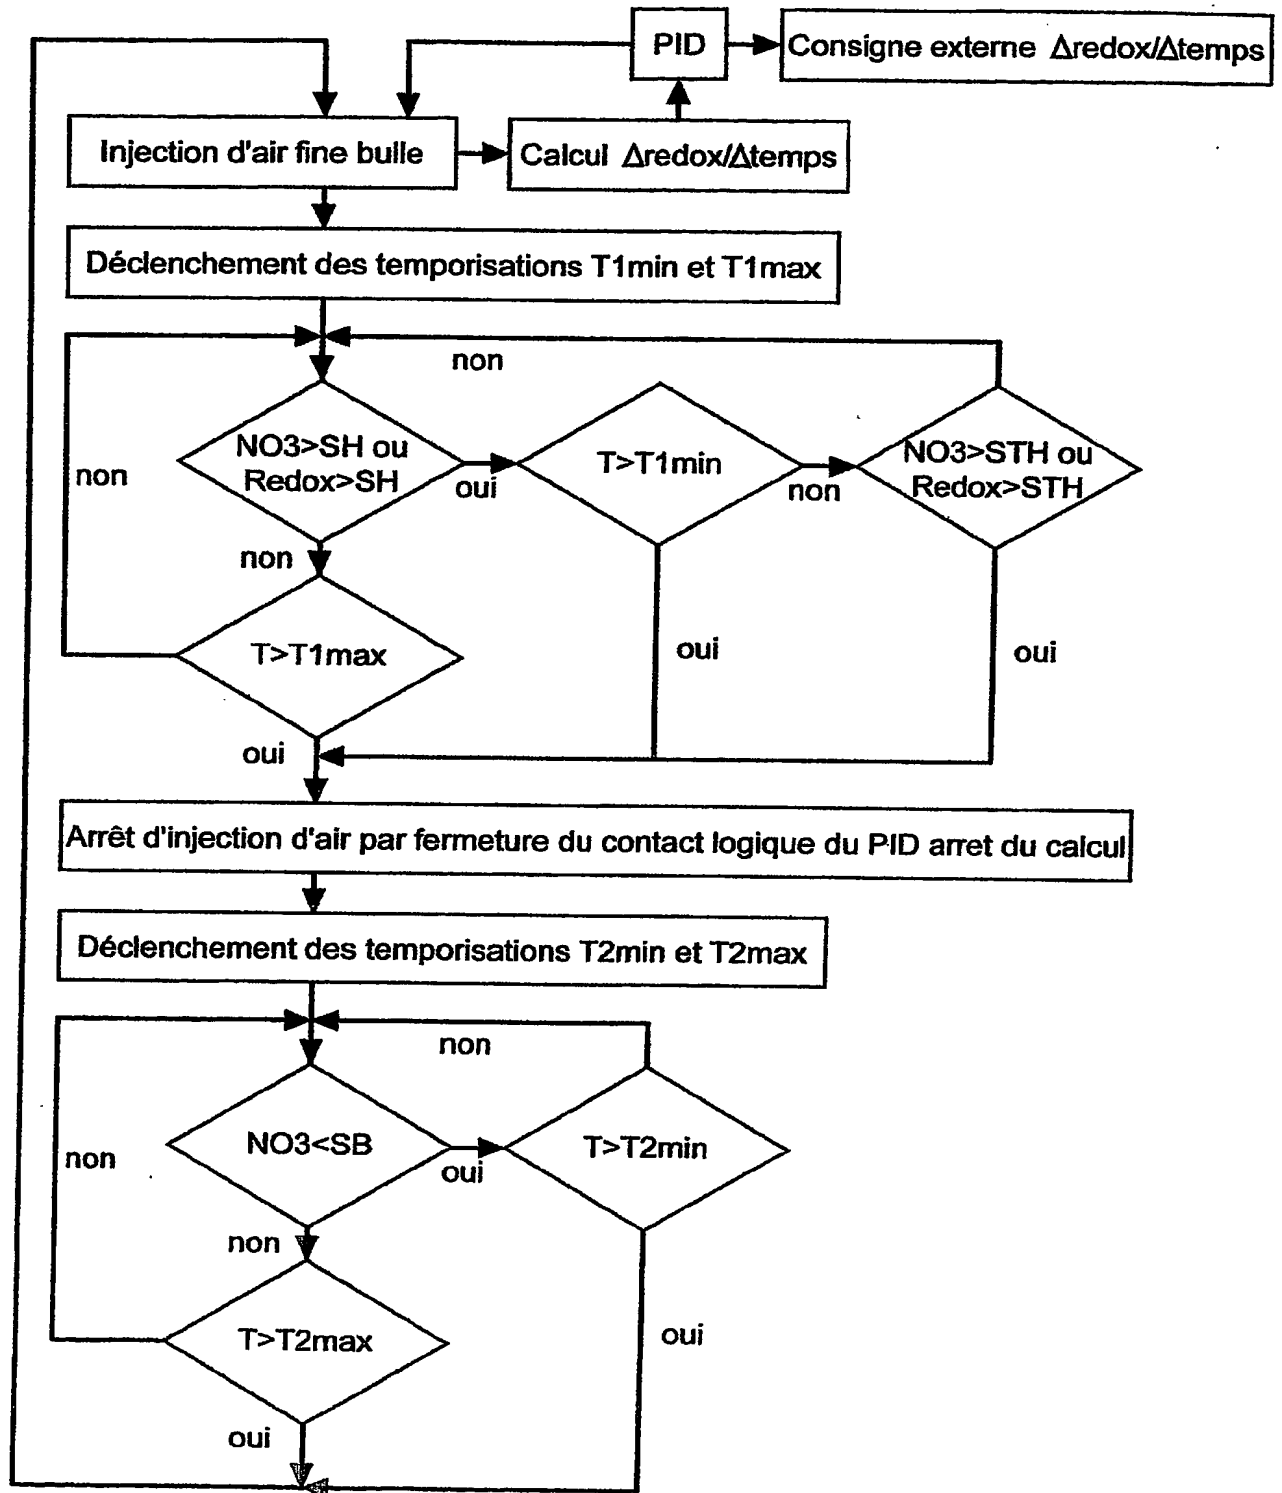 PID
Consigne externe Δredox/Δtemps
Injection d'air fine bulle
Calcul Δredox/Δtemps
Déclenchement des temporisations T1min et T1max
non
NO3>SH ou
Redox>SH
oui
T>T1min
non
NO3>STH ou
Redox>STH
non
non
T>T1max
oui
oui
oui
Arrêt d'injection d'air par fermeture du contact logique du PID arret du calcul
Déclenchement des temporisations T2min et T2max
non
NO3<SB
oui
T>T2min
non
non
T>T2max
oui
oui